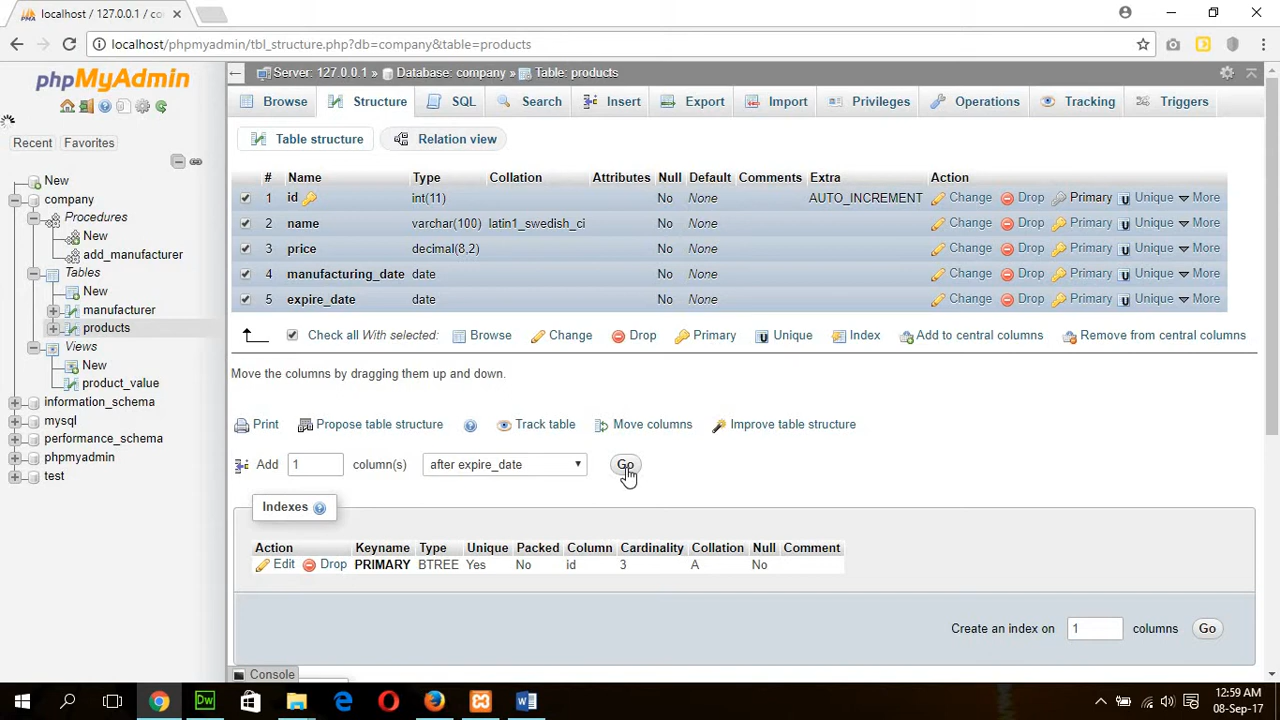 localhost / 127.0.0.1 / co
localhost/phpmyadmin/tbl_structure.php?db=company&table=products
phpMyAdmin
Recent Favorites
New
company
Procedures
New
add_manufacturer
Tables
New
manufacturer
products
Views
New
product_value
information_schema
mysql
performance_schema
phpmyadmin
test
Server: 127.0.0.1 » Database: company » Table: products
Browse Structure SQL Search Insert Export Import Privileges Operations Tracking Triggers
Table structure Relation view
# Name Type Collation Attributes Null Default Comments Extra Action
1 id int(11) No None AUTO_INCREMENT Change Drop Primary Unique More
2 name varchar(100) latin1_swedish_ci No None Change Drop Primary Unique More
3 price decimal(8,2) No None Change Drop Primary Unique More
4 manufacturing_date date No None Change Drop Primary Unique More
5 expire_date date No None Change Drop Primary Unique More
Check all With selected: Browse Change Drop Primary Unique Index Add to central columns Remove from central columns
Move the columns by dragging them up and down.
Print Propose table structure Track table Move columns Improve table structure
Add 1 column(s) after expire_date Go
Indexes
Action Keyname Type Unique Packed Column Cardinality Collation Null Comment
Edit Drop PRIMARY BTREE Yes No id 3 A No
Create an index on 1 columns Go
Console
12:59 AM
08-Sep-17